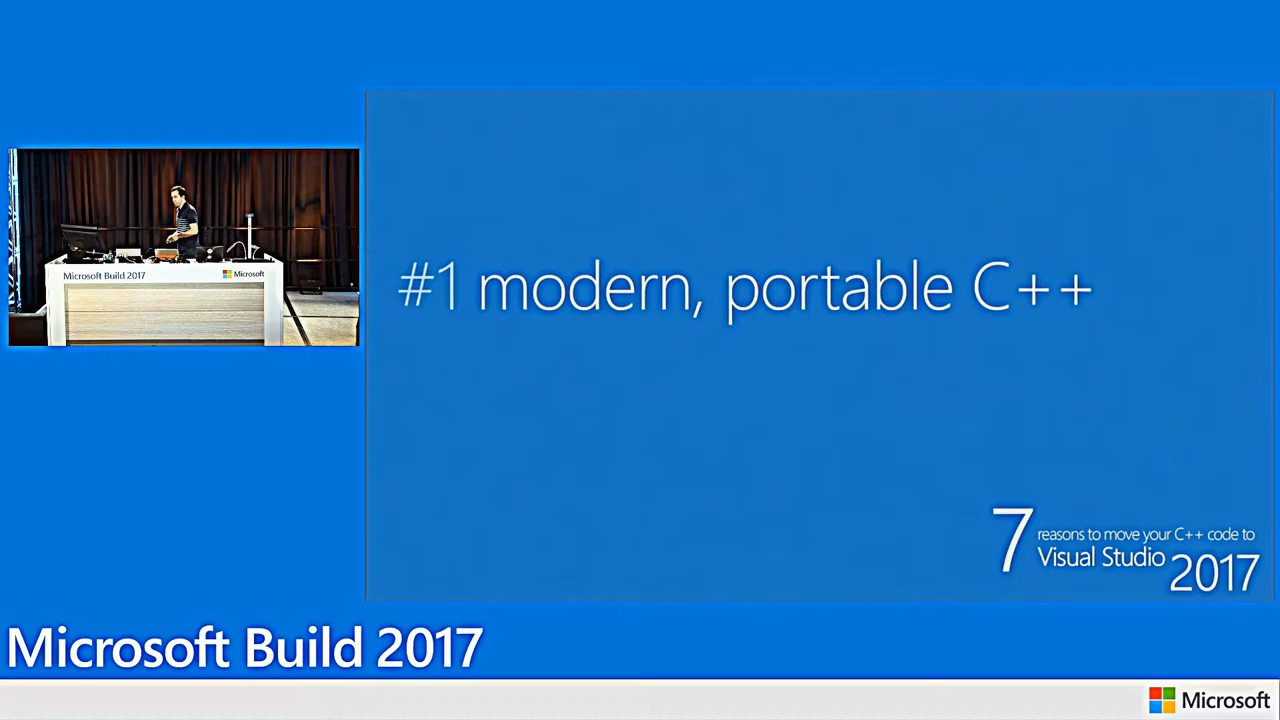 Microsoft Build 2017
Microsoft
#1 modern, portable C++
7 reasons to move your C++ code to
Visual Studio 2017
Microsoft Build 2017
Microsoft